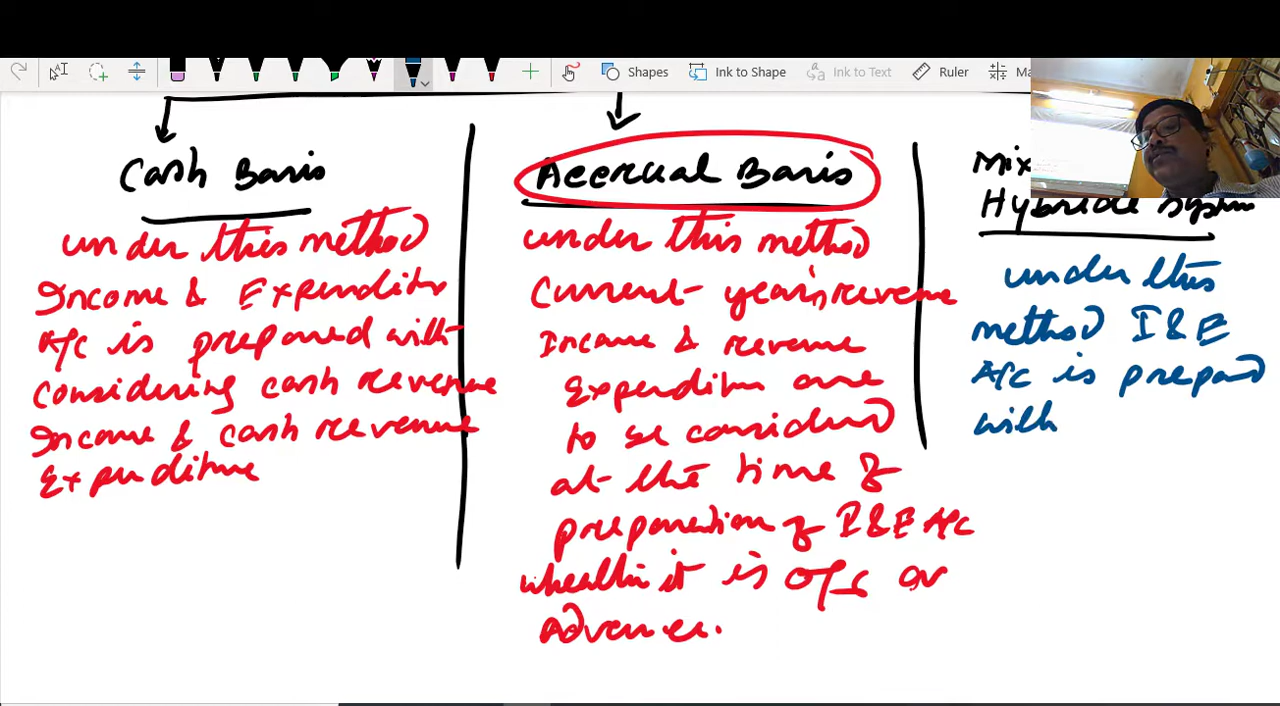 Shapes
Ink to Shape
Ink to Text
Ruler
Ma
Cash Basis
under this method
Income & Expenditure
A/c is prepared with
considering cash revenue
Income & cash revenue
Expenditure
Accrual Basis
under this method
Current year's revenue
Income & revenue
Expenditure are
to be considered
at the time of
preparation of I&E A/c
whether it is O/s or
Advance.
Mix
Hybride System
under this
method I&E
A/c is prepared
with